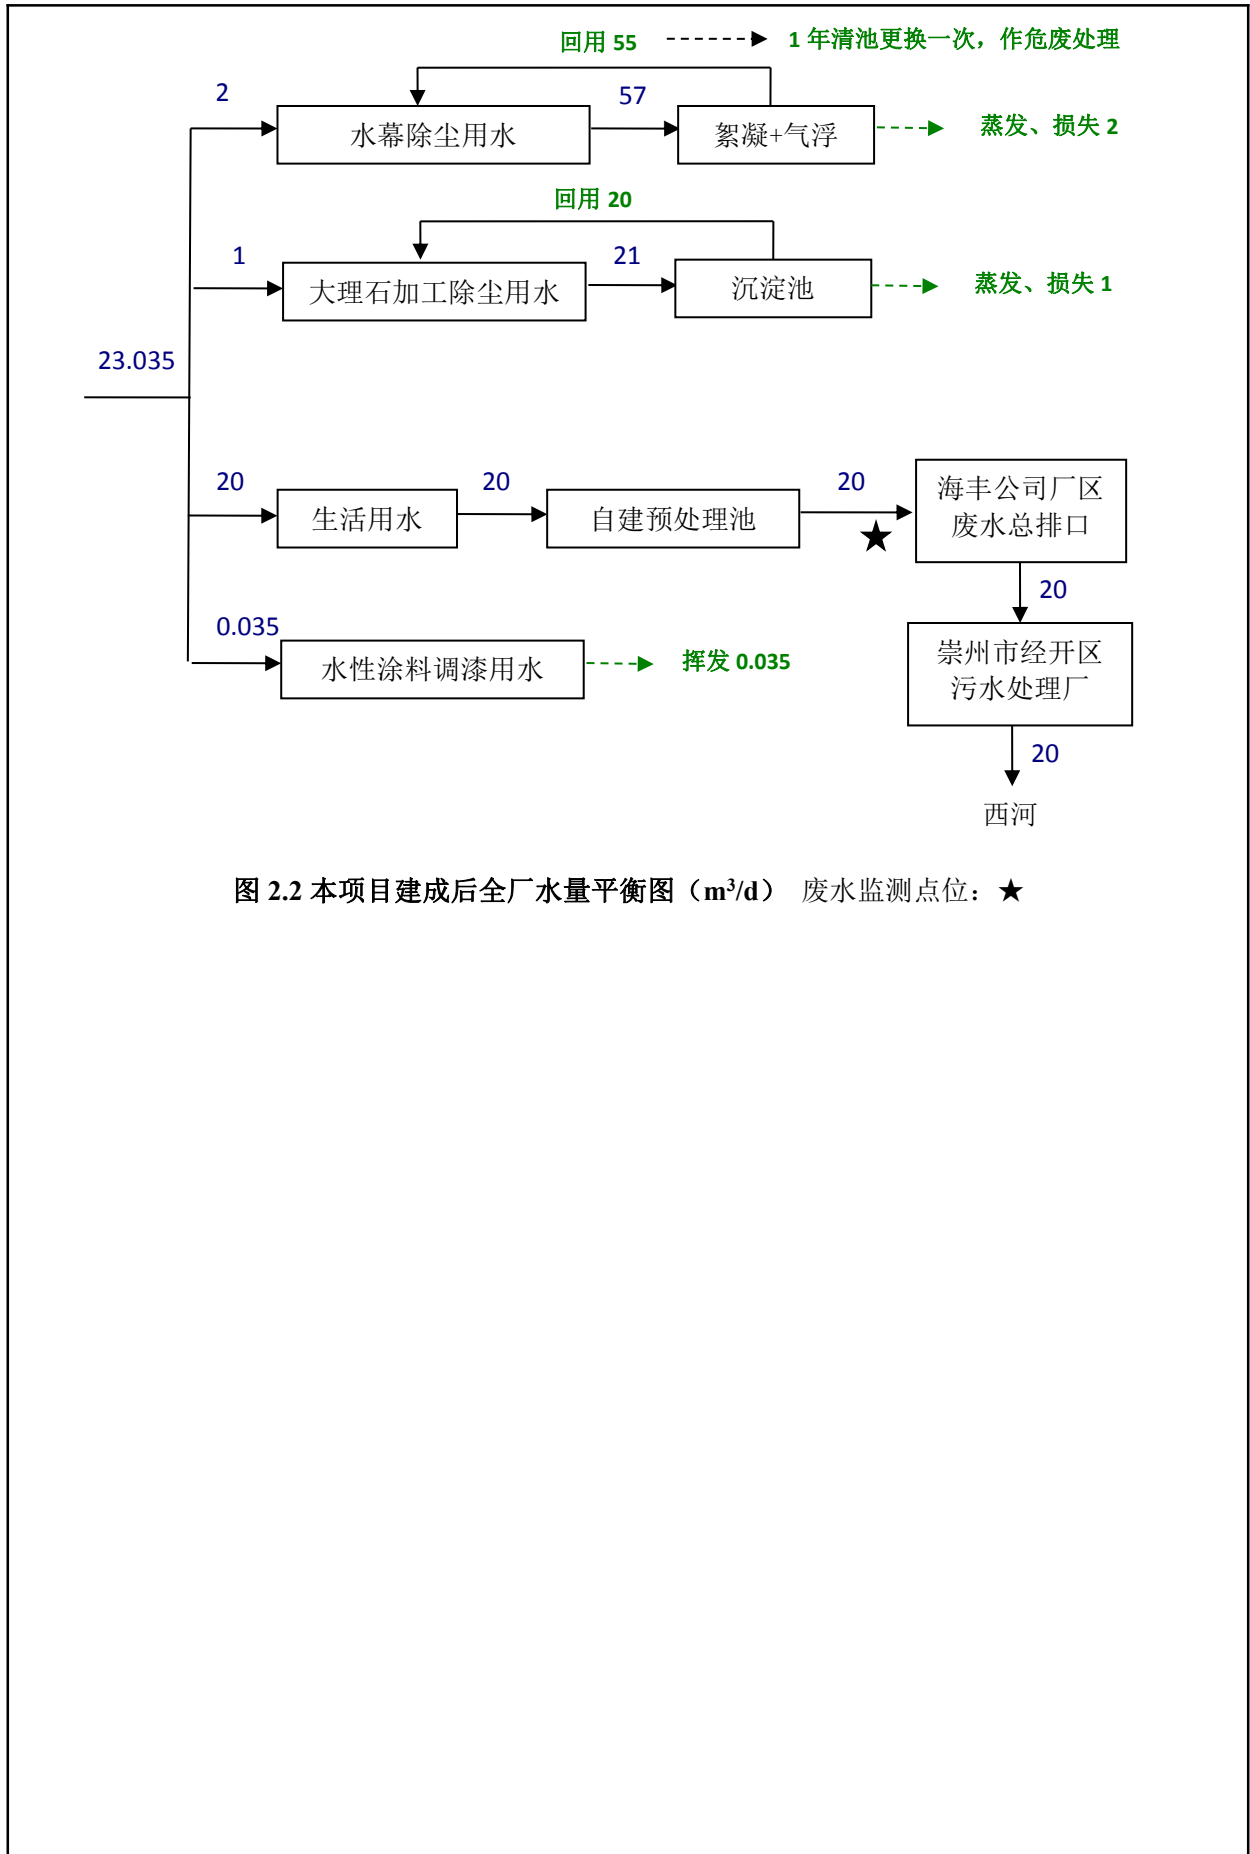 回用 55
1 年清池更换一次，作危废处理
2
57
水幕除尘用水
絮凝+气浮
蒸发、损失 2
回用 20
1
21
大理石加工除尘用水
沉淀池
蒸发、损失 1
23.035
20
20
20
生活用水
自建预处理池
★
海丰公司厂区
废水总排口
20
0.035
水性涂料调漆用水
挥发 0.035
崇州市经开区
污水处理厂
20
西河
图 2.2 本项目建成后全厂水量平衡图（m³/d） 废水监测点位：★